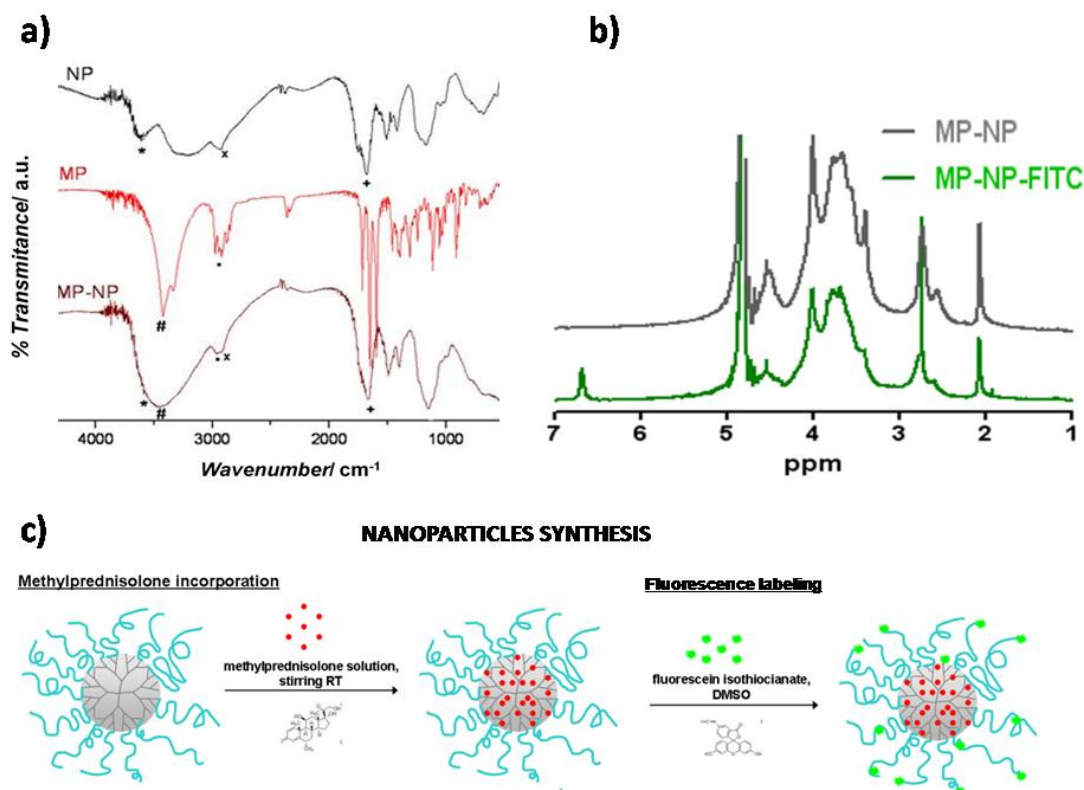 a)
NP
*
x
+
MP
#
•
MP-NP
*
#
• x
+
% Transmitance/ a.u.
4000 3000 2000 1000
Wavenumber/ cm-1
b)
MP-NP
MP-NP-FITC
7 6 5 4 3 2 1
ppm
c)
NANOPARTICLES SYNTHESIS
Methylprednisolone incorporation
methylprednisolone solution,
stirring RT
Fluorescence labeling
fluorescein isothiocianate,
DMSO